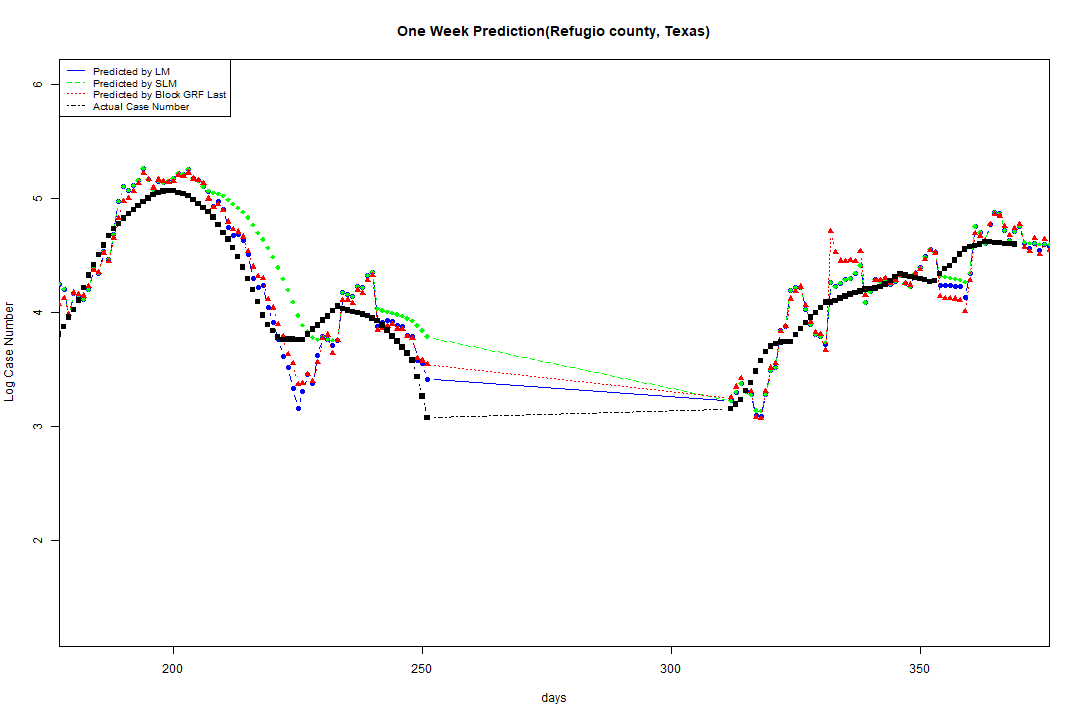 One Week Prediction(Refugio county, Texas)
Predicted by LM
Predicted by SLM
Predicted by Block GRF Last
Actual Case Number
6
5
4
3
2
Log Case Number
200
250
300
350
days